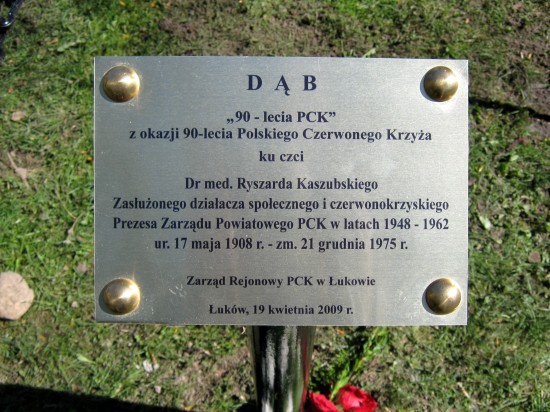 DĄB
„90 - lecia PCK"
z okazji 90-lecia Polskiego Czerwonego Krzyża
ku czci
Dr med. Ryszarda Kaszubskiego
Zasłużonego działacza społecznego i czerwonokrzyskiego
Prezesa Zarządu Powiatowego PCK w latach 1948 - 1962
ur. 17 maja 1908 r. - zm. 21 grudnia 1975 r.
Zarząd Rejonowy PCK w Łukowie
Łuków, 19 kwietnia 2009 r.